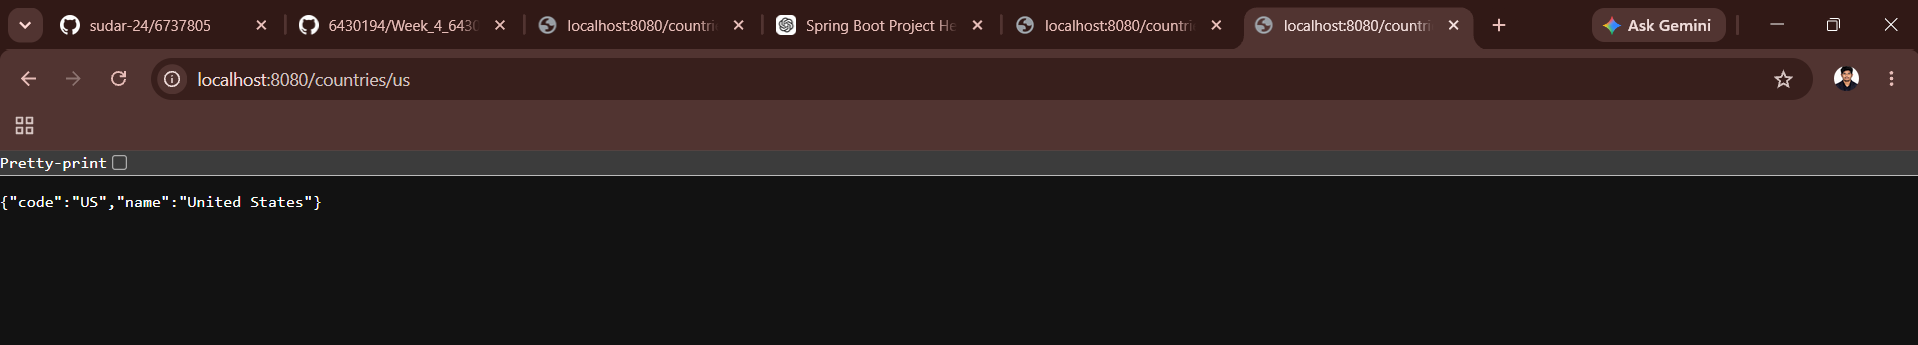 sudar-24/6737805
6430194/Week_4_6430
localhost:8080/countri
Spring Boot Project He
localhost:8080/countri
localhost:8080/countri
Ask Gemini
localhost:8080/countries/us
Pretty-print
{"code":"US","name":"United States"}